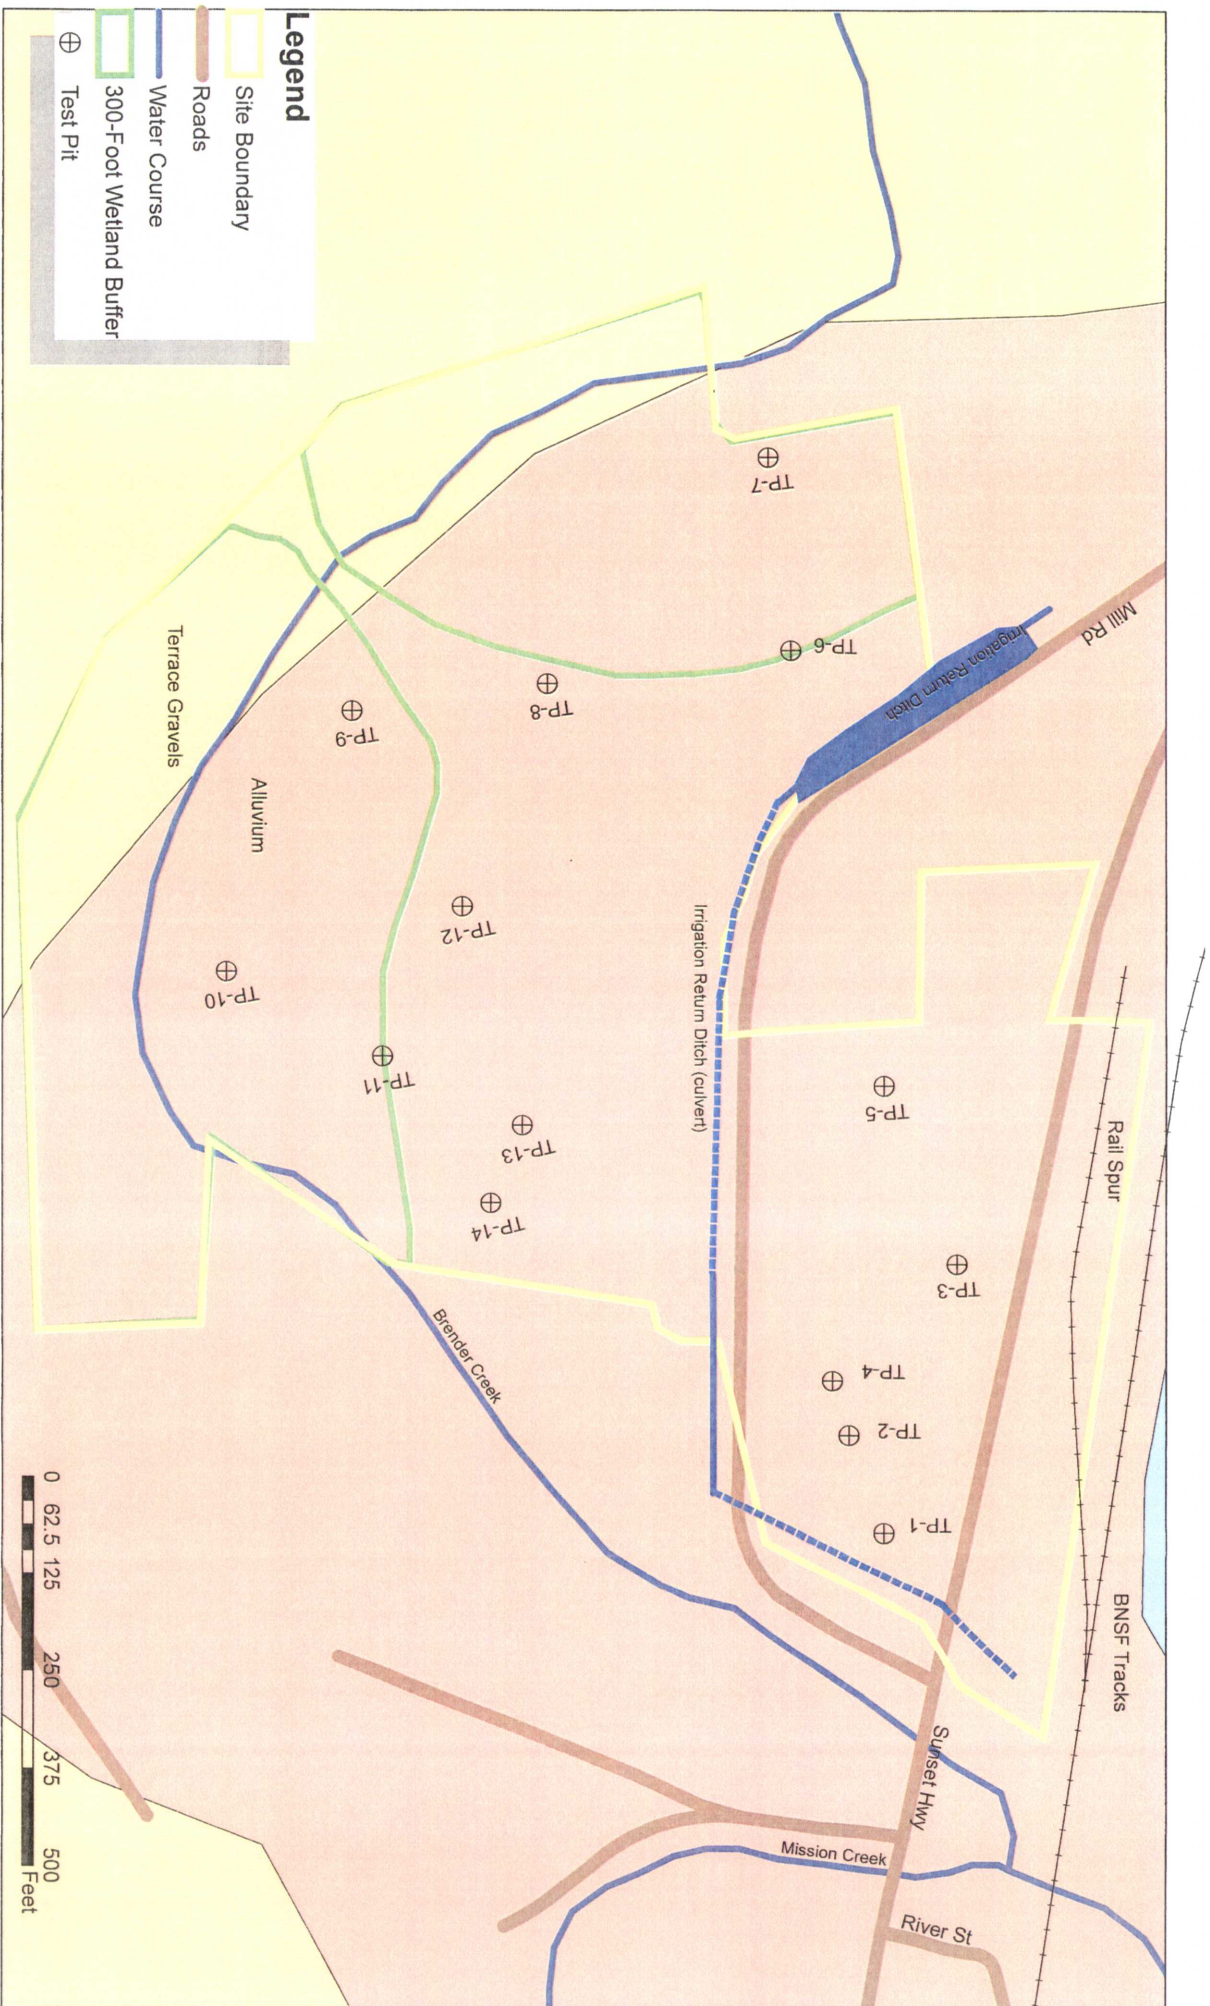 Legend
Site Boundary
Roads
Water Course
300-Foot Wetland Buffer
Test Pit
Mill Rd
Irrigation Return Ditch
TP-7
TP-6
TP-8
TP-9
Terrace Gravels
Alluvium
TP-12
TP-10
TP-11
TP-13
TP-14
Irrigation Return Ditch (culvert)
TP-5
Rail Spur
TP-3
TP-4
TP-2
TP-1
BNSF Tracks
Brender Creek
Sunset Hwy
Mission Creek
River St
0 62.5 125 250 375 500
Feet